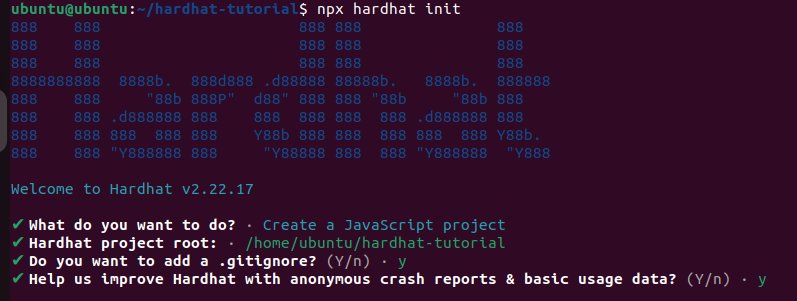 ubuntu@ubuntu:~/hardhat-tutorial$ npx hardhat init
888    888                      888 888               888
888    888                      888 888               888
888    888                      888 888               888
8888888888  8888b.  888d888 .d88888 88888b.   8888b.  888888
888    888     "88b 888P"  d88" 888 888 "88b     "88b 888
888    888 .d888888 888    888  888 888  888 .d888888 888
888    888 888  888 888    Y88b 888 888  888 888  888 Y88b.
888    888 "Y888888 888     "Y88888 888  888 "Y888888  "Y888
Welcome to Hardhat v2.22.17
✔ What do you want to do? · Create a JavaScript project
✔ Hardhat project root: · /home/ubuntu/hardhat-tutorial
✔ Do you want to add a .gitignore? (Y/n) · y
✔ Help us improve Hardhat with anonymous crash reports & basic usage data? (Y/n) · y